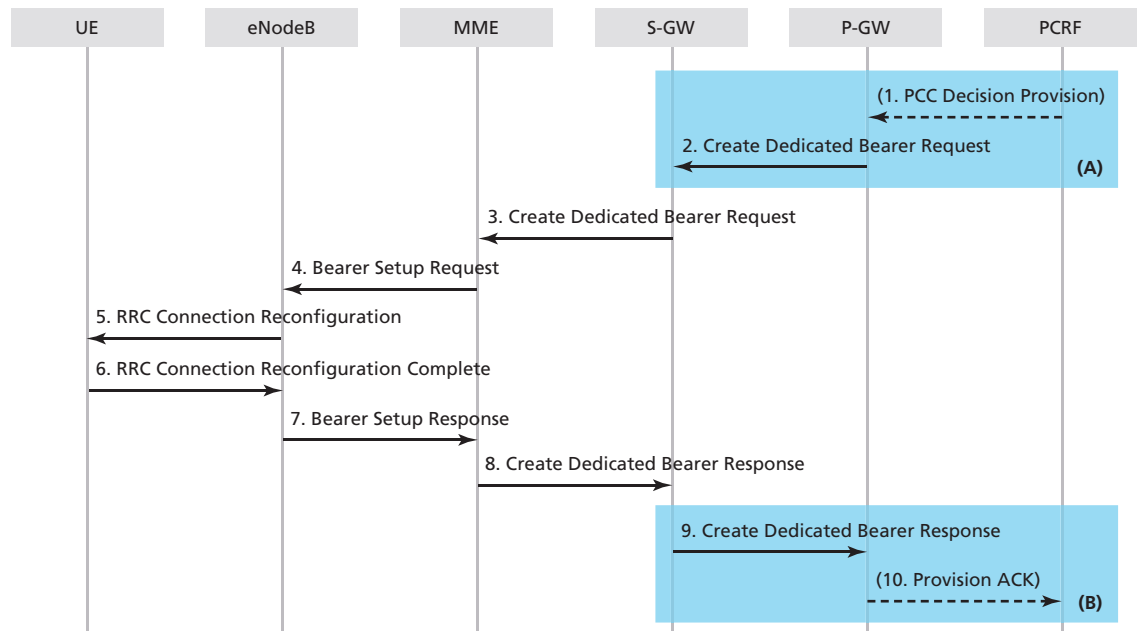 UE
eNodeB
MME
S-GW
P-GW
PCRF
(1. PCC Decision Provision)
2. Create Dedicated Bearer Request
(A)
3. Create Dedicated Bearer Request
4. Bearer Setup Request
5. RRC Connection Reconfiguration
6. RRC Connection Reconfiguration Complete
7. Bearer Setup Response
8. Create Dedicated Bearer Response
9. Create Dedicated Bearer Response
(10. Provision ACK)
(B)